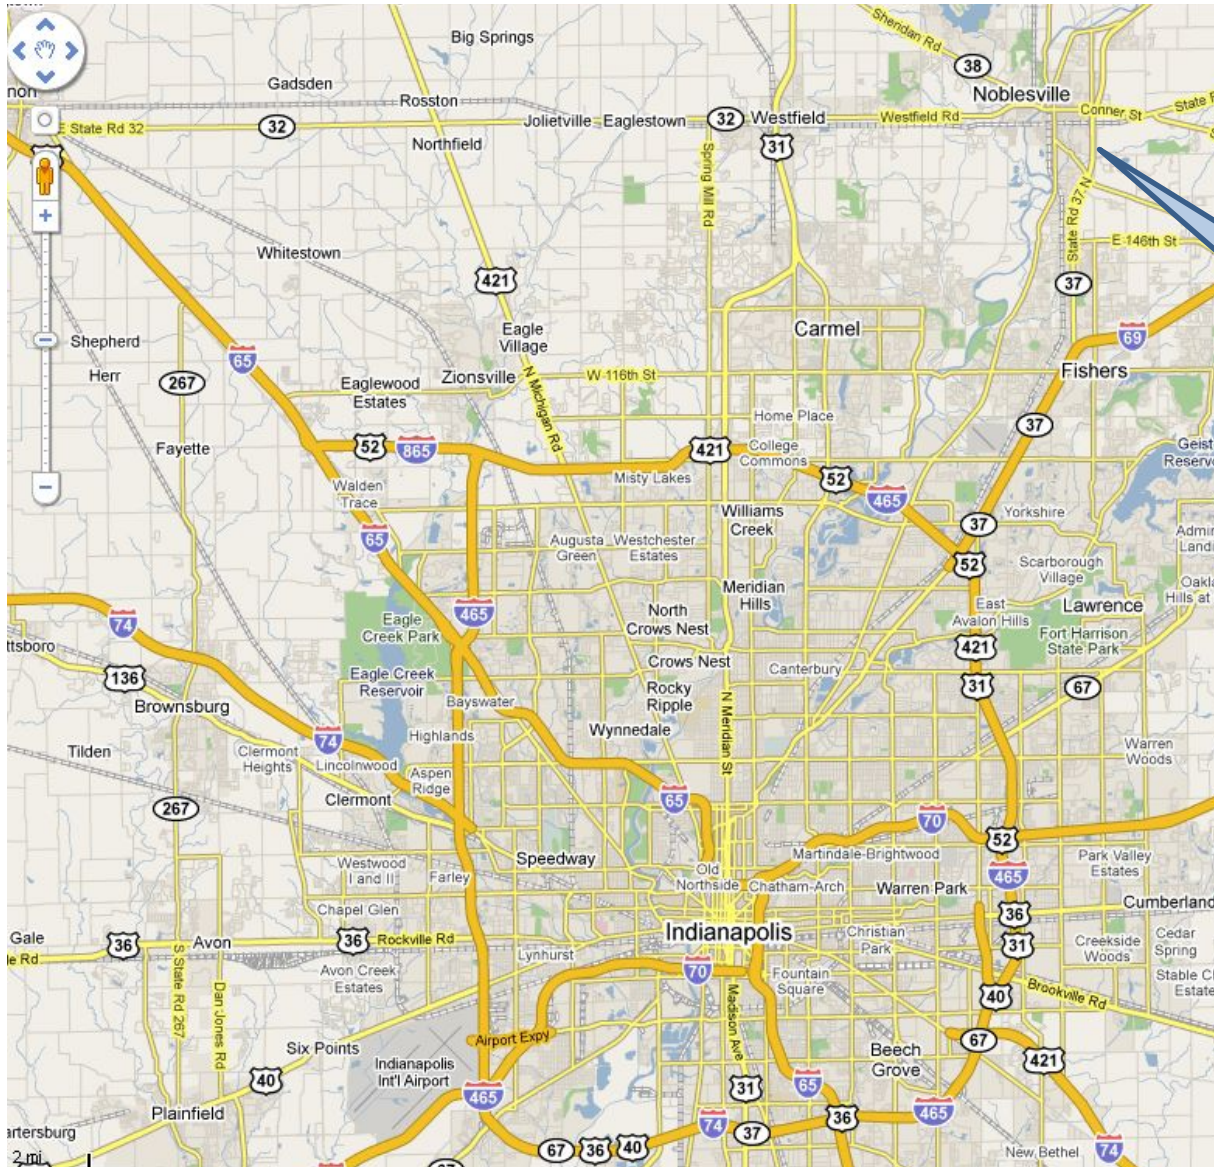 Big Springs
Sheridan Rd
38
Gadsden
Noblesville
Rosston
non
Conner St
State R
E State Rd 32
32
Jolietville
Eaglestown
32
Westfield
Westfield Rd
Northfield
31
Spring Mill Rd
State Rd 37 N
E 146th St
Whitestown
421
37
Eagle
Village
Carmel
69
Shepherd
65
Herr
267
Eaglewood
Estates
Zionsville
W 116th St
Fishers
N Michigan Rd
Home Place
37
Fayette
52
865
421
College
Commons
Geist
Reserv
Walden
Trace
Misty Lakes
52
465
Williams
Creek
Yorkshire
37
65
Augusta
Green
Westchester
Estates
Admir
Landi
52
Scarborough
Village
Meridian
Hills
Oakla
Hills at
74
465
North
Crows Nest
East
Avalon Hills
Lawrence
Eagle
Creek Park
Fort Harrison
State Park
ttsboro
421
Crows Nest
Canterbury
136
Eagle Creek
Reservoir
31
67
Rocky
Ripple
Brownsburg
Bayswater
N Meridian St
Wynnedale
74
Highlands
Tilden
Clermont
Heights
Lincolnwood
Warren
Woods
Aspen
Ridge
Clermont
65
267
70
52
Speedway
Martindale-Brightwood
Westwood
I and II
Farley
Old
Northside
Park Valley
Estates
465
Chatham-Arch
Warren Park
Chapel Glen
36
Cumberland
Indianapolis
Gale
36
Avon
36
Rockville Rd
Christian
Park
31
Creekside
Woods
Cedar
Spring
le Rd
Lynhurst
Avon Creek
Estates
70
Fountain
Square
Stable C
Estate
S State Rd 267
Dan Jones Rd
Madison Ave
40
Brookville Rd
Airport Expy
67
Six Points
Indianapolis
Int'l Airport
Beech
Grove
421
40
465
31
65
Plainfield
36
465
artersburg
74
37
67
36
40
74
New Bethel
2 mi